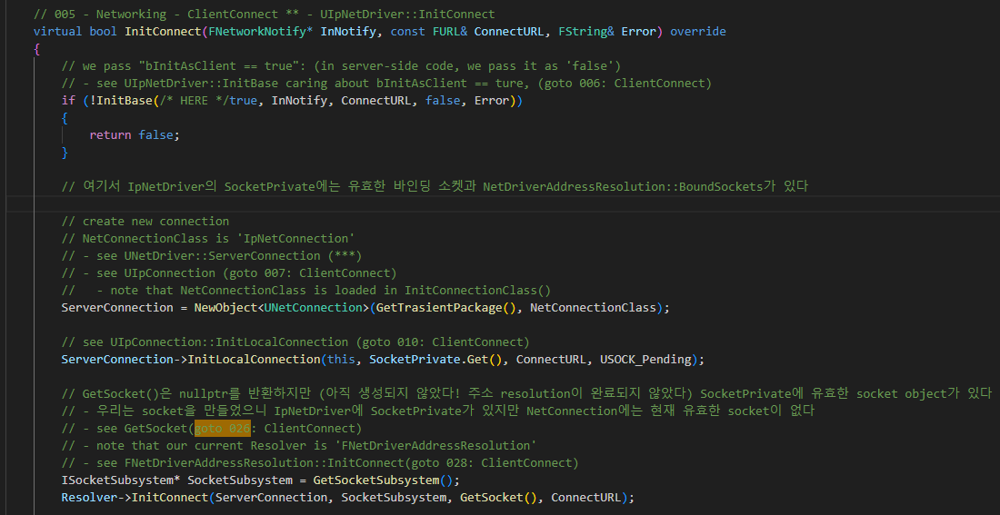 // 005 - Networking - ClientConnect ** - UIpNetDriver::InitConnect
virtual bool InitConnect(FNetworkNotify* InNotify, const FURL& ConnectURL, FString& Error) override
{
// we pass "bInitAsClient == true": (in server-side code, we pass it as 'false')
// - see UIpNetDriver::InitBase caring about bInitAsClient == ture, (goto 006: ClientConnect)
if (!InitBase(/* HERE */true, InNotify, ConnectURL, false, Error))
{
return false;
}
// 여기서 IpNetDriver의 SocketPrivate에는 유효한 바인딩 소켓과 NetDriverAddressResolution::BoundSockets가 있다
// create new connection
// NetConnectionClass is 'IpNetConnection'
// - see UNetDriver::ServerConnection (***)
// - see UIpConnection (goto 007: ClientConnect)
//   - note that NetConnectionClass is loaded in InitConnectionClass()
ServerConnection = NewObject<UNetConnection>(GetTrasientPackage(), NetConnectionClass);
// see UIpConnection::InitLocalConnection (goto 010: ClientConnect)
ServerConnection->InitLocalConnection(this, SocketPrivate.Get(), ConnectURL, USOCK_Pending);
// GetSocket()은 nullptr를 반환하지만 (아직 생성되지 않았다! 주소 resolution이 완료되지 않았다) SocketPrivate에 유효한 socket object가 있다
// - 우리는 socket을 만들었으니 IpNetDriver에 SocketPrivate가 있지만 NetConnection에는 현재 유효한 socket이 없다
// - see GetSocket(goto 026: ClientConnect)
// - note that our current Resolver is 'FNetDriverAddressResolution'
// - see FNetDriverAddressResolution::InitConnect(goto 028: ClientConnect)
ISocketSubsystem* SocketSubsystem = GetSocketSubsystem();
Resolver->InitConnect(ServerConnection, SocketSubsystem, GetSocket(), ConnectURL);